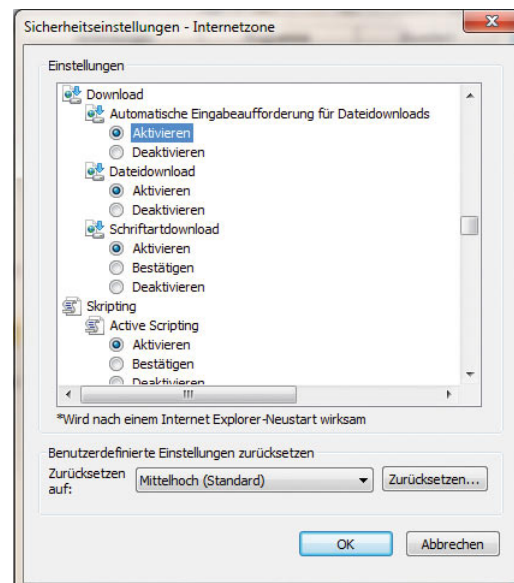 Sicherheitseinstellungen - Internetzone
Einstellungen
Download
Automatische Eingabeaufforderung für Dateidownloads
Aktivieren
Deaktivieren
Dateidownload
Aktivieren
Deaktivieren
Schriftartdownload
Aktivieren
Bestätigen
Deaktivieren
Skripting
Active Scripting
Aktivieren
Bestätigen
Deaktivieren
*Wird nach einem Internet Explorer-Neustart wirksam
Benutzerdefinierte Einstellungen zurücksetzen
Zurücksetzen auf:
Mittelhoch (Standard)
Zurücksetzen...
OK
Abbrechen